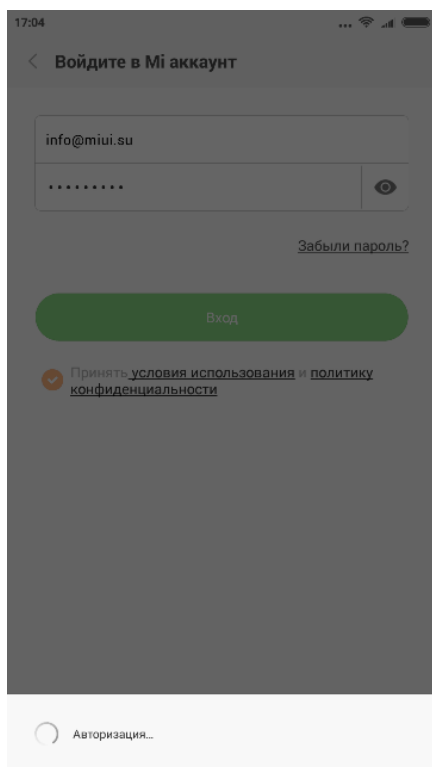 17:04
Войдите в Mi аккаунт
info@miui.su
Забыли пароль?
Вход
Принять условия использования и политику
конфиденциальности
Авторизация...